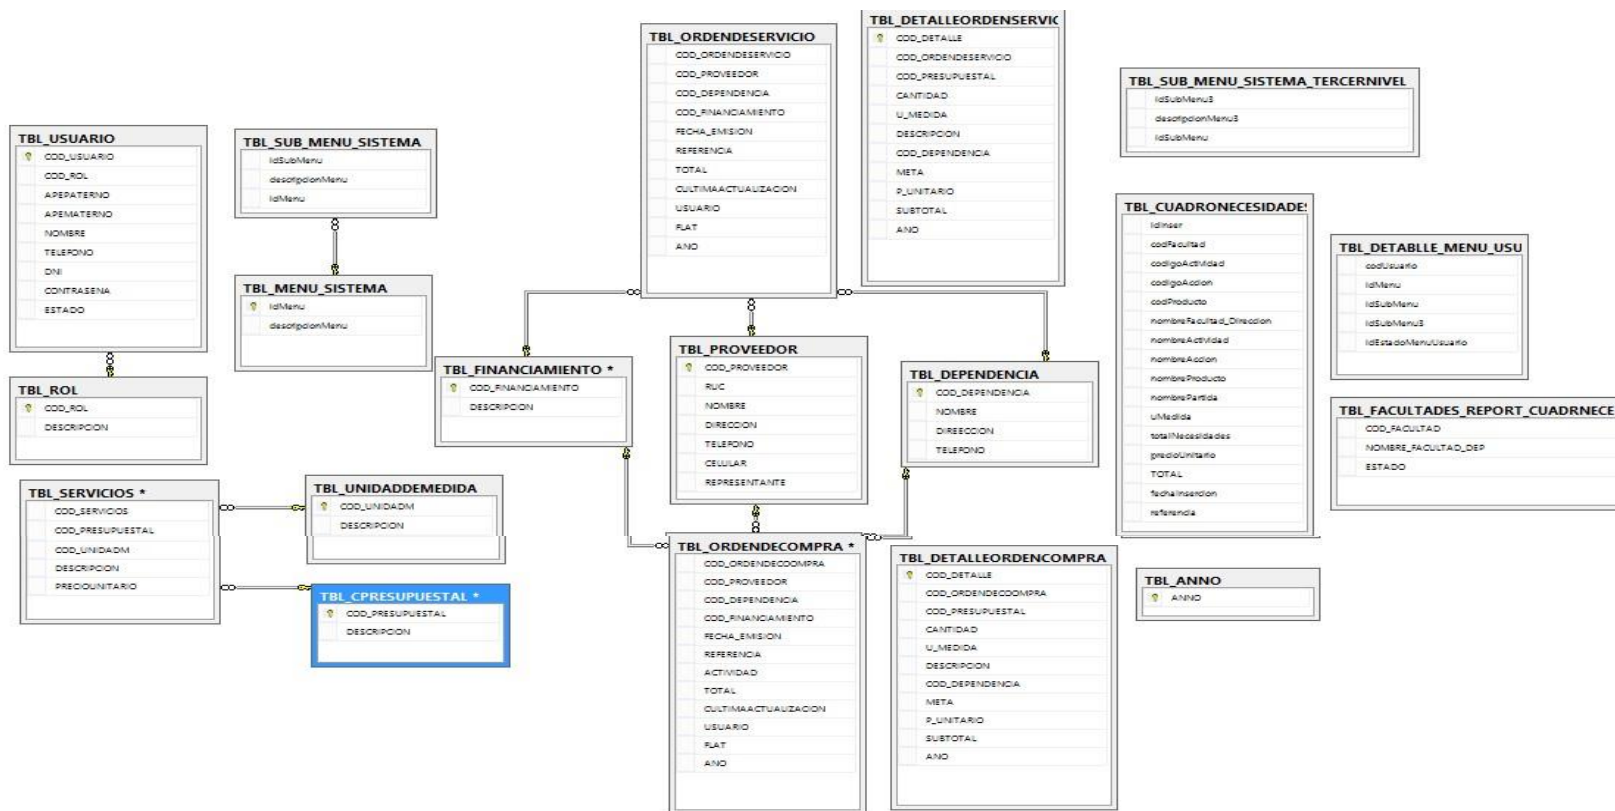 TBL_USUARIO
COD_USUARIO
COD_ROL
APEPATERNO
APEMATERNO
NOMBRE
TELEFONO
DNI
CONTRASENA
ESTADO
TBL_ROL
COD_ROL
DESCRIPCION
TBL_SUB_MENU_SISTEMA
IdSubMenu
descripcionMenu
IdMenu
TBL_MENU_SISTEMA
IdMenu
descripcionMenu
TBL_SERVICIOS *
COD_SERVICIOS
COD_PRESUPUESTAL
COD_UNIDADM
DESCRIPCION
PRECIOUNITARIO
TBL_UNIDADDEMEDIDA
COD_UNIDADM
DESCRIPCION
TBL_CPRESUPUESTAL *
COD_PRESUPUESTAL
DESCRIPCION
TBL_FINANCIAMIENTO *
COD_FINANCIAMIENTO
DESCRIPCION
TBL_ORDENDESERVICIO
COD_ORDENDESERVICIO
COD_PROVEEDOR
COD_DEPENDENCIA
COD_FINANCIAMIENTO
FECHA_EMISION
REFERENCIA
TOTAL
CULTIMAACTUALIZACION
USUARIO
FLAT
ANO
TBL_PROVEEDOR
COD_PROVEEDOR
RUC
NOMBRE
DIRECCION
TELEFONO
CELULAR
REPRESENTANTE
TBL_ORDENDECOMPRA *
COD_ORDENDECOOMPRA
COD_PROVEEDOR
COD_DEPENDENCIA
COD_FINANCIAMIENTO
FECHA_EMISION
REFERENCIA
ACTIVIDAD
TOTAL
CULTIMAACTUALIZACION
USUARIO
FLAT
ANO
TBL_DETALLEORDENSERVIC
COD_DETALLE
COD_ORDENDESERVICIO
COD_PRESUPUESTAL
CANTIDAD
U_MEDIDA
DESCRIPCION
COD_DEPENDENCIA
META
P_UNITARIO
SUBTOTAL
ANO
TBL_DEPENDENCIA
COD_DEPENDENCIA
NOMBRE
DIREECCION
TELEFONO
TBL_DETALLEORDENCOMPRA
COD_DETALLE
COD_ORDENDECOOMPRA
COD_PRESUPUESTAL
CANTIDAD
U_MEDIDA
DESCRIPCION
COD_DEPENDENCIA
META
P_UNITARIO
SUBTOTAL
ANO
TBL_SUB_MENU_SISTEMA_TERCERNIVEL
IdSubMenu3
descripcionMenu3
IdSubMenu
TBL_CUADRONECESIDADES
IdInser
codFacultad
codigoActividad
codigoAccion
codProducto
nombreFacultad_Direccion
nombreActividad
nombreAccion
nombreProducto
nombrePartida
uMedida
totalNecesidades
precioUnitario
TOTAL
fechaInsercion
referencia
TBL_DETABLLE_MENU_USU
codUsuario
IdMenu
IdSubMenu
IdSubMenu3
IdEstadoMenuUsuario
TBL_FACULTADES_REPORT_CUADRNECE
COD_FACULTAD
NOMBRE_FACULTAD_DEP
ESTADO
TBL_ANNO
ANNO